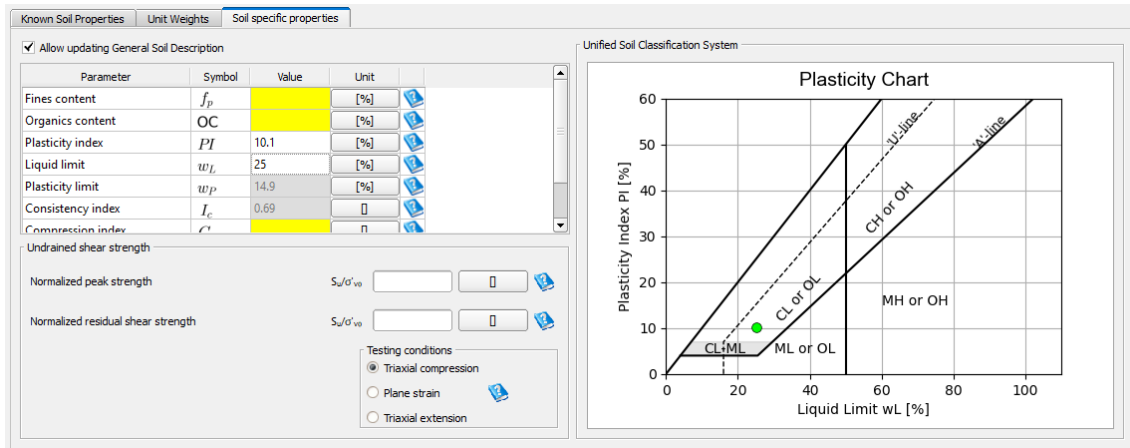 Known Soil Properties Unit Weights Soil specific properties
Allow updating General Soil Description
Parameter Symbol Value Unit
Fines content fp [%]
Organics content OC [%]
Plasticity index PI 10.1 [%]
Liquid limit wL 25 [%]
Plasticity limit wP 14.9 [%]
Consistency index Ic 0.69 []
Compression index C []
Undrained shear strength
Normalized peak strength Su/σ'vo []
Normalized residual shear strength Su/σ'vo []
Testing conditions
Triaxial compression
Plane strain
Triaxial extension
Unified Soil Classification System
Plasticity Chart
Plasticity Index PI [%]
60
50
40
30
20
10
0
'U'-line
'A'-line
CH or OH
CL or OL
MH or OH
CL-ML
ML or OL
0 20 40 60 80 100
Liquid Limit wL [%]